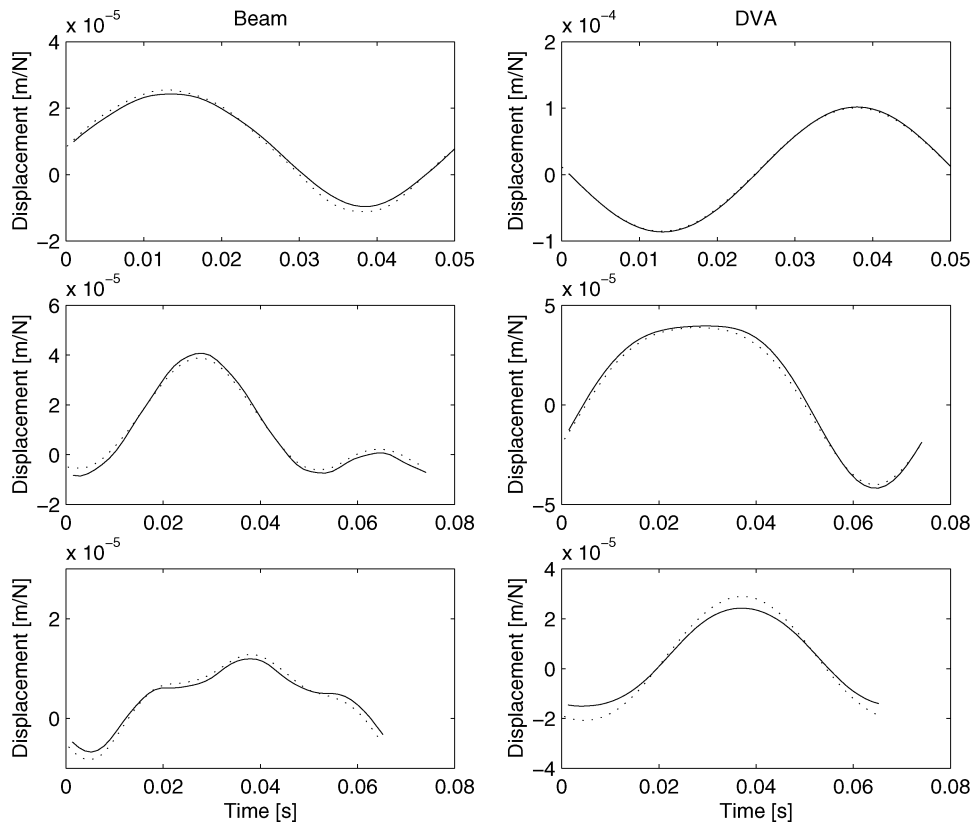 Beam
x 10⁻⁵
Displacement [m/N]
4
2
0
−2
0 0.01 0.02 0.03 0.04 0.05
DVA
x 10⁻⁴
Displacement [m/N]
2
1
0
−1
0 0.01 0.02 0.03 0.04 0.05
x 10⁻⁵
Displacement [m/N]
6
4
2
0
−2
0 0.02 0.04 0.06 0.08
x 10⁻⁵
Displacement [m/N]
5
0
−5
0 0.02 0.04 0.06 0.08
x 10⁻⁵
Displacement [m/N]
2
0
0 0.02 0.04 0.06 0.08
Time [s]
x 10⁻⁵
Displacement [m/N]
4
2
0
−2
−4
0 0.02 0.04 0.06 0.08
Time [s]